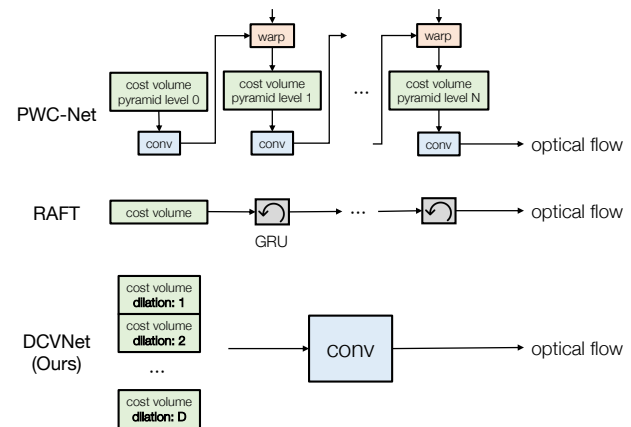 warp
warp
cost volume
pyramid level 0
cost volume
pyramid level 1
...
cost volume
pyramid level N
PWC-Net
conv
conv
conv
optical flow
RAFT
cost volume
...
optical flow
GRU
cost volume
dilation: 1
cost volume
dilation: 2
DCVNet
(Ours)
conv
optical flow
...
cost volume
dilation: D